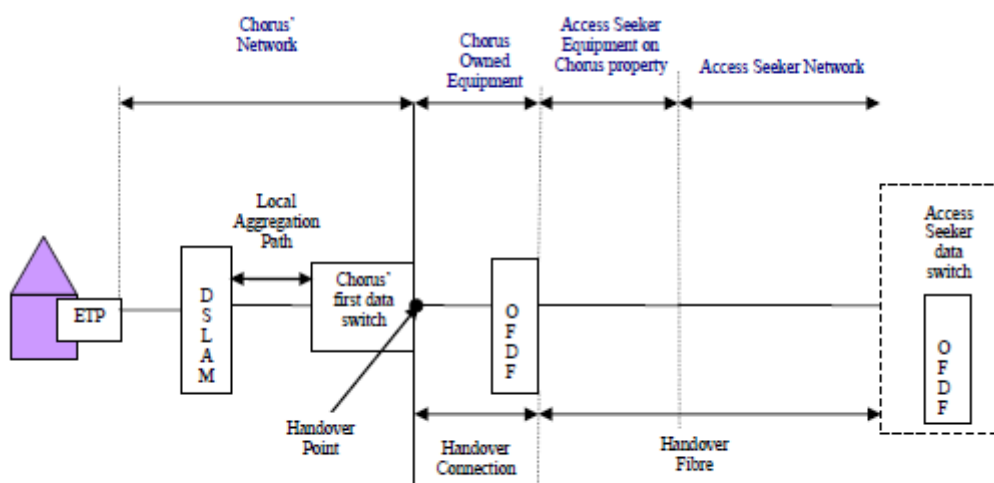 Chorus'
Network
Chorus
Owned
Equipment
Access Seeker
Equipment on
Chorus property
Access Seeker Network
Local
Aggregation
Path
Access
Seeker
data
switch
ETP
D
S
L
A
M
Chorus'
first data
switch
O
F
D
F
O
F
D
F
Handover
Point
Handover
Connection
Handover
Fibre